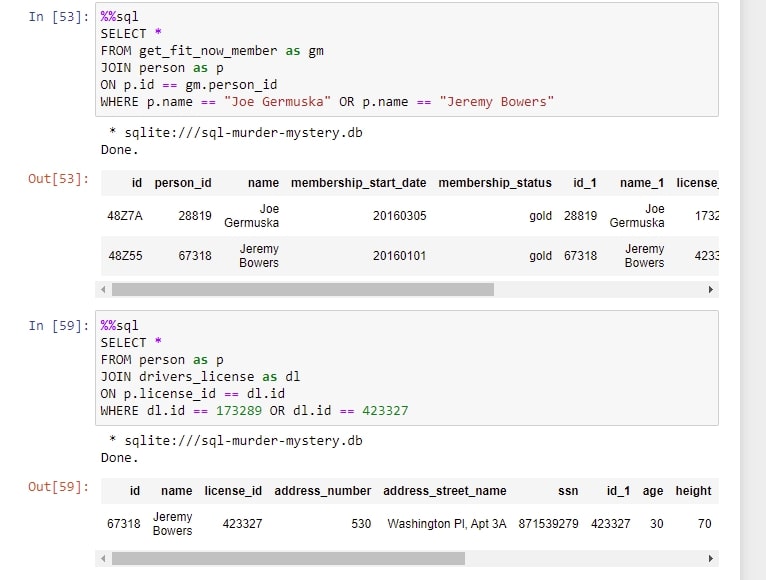 In [53]: %%sql
SELECT *
FROM get_fit_now_member as gm
JOIN person as p
ON p.id == gm.person_id
WHERE p.name == "Joe Germuska" OR p.name == "Jeremy Bowers"
* sqlite:///sql-murder-mystery.db
Done.
Out[53]: id person_id name membership_start_date membership_status id_1 name_1 license_
48Z7A 28819 Joe Germuska 20160305 gold 28819 Joe Germuska 1732
48Z55 67318 Jeremy Bowers 20160101 gold 67318 Jeremy Bowers 4233
In [59]: %%sql
SELECT *
FROM person as p
JOIN drivers_license as dl
ON p.license_id == dl.id
WHERE dl.id == 173289 OR dl.id == 423327
* sqlite:///sql-murder-mystery.db
Done.
Out[59]: id name license_id address_number address_street_name ssn id_1 age height
67318 Jeremy Bowers 423327 530 Washington Pl, Apt 3A 871539279 423327 30 70